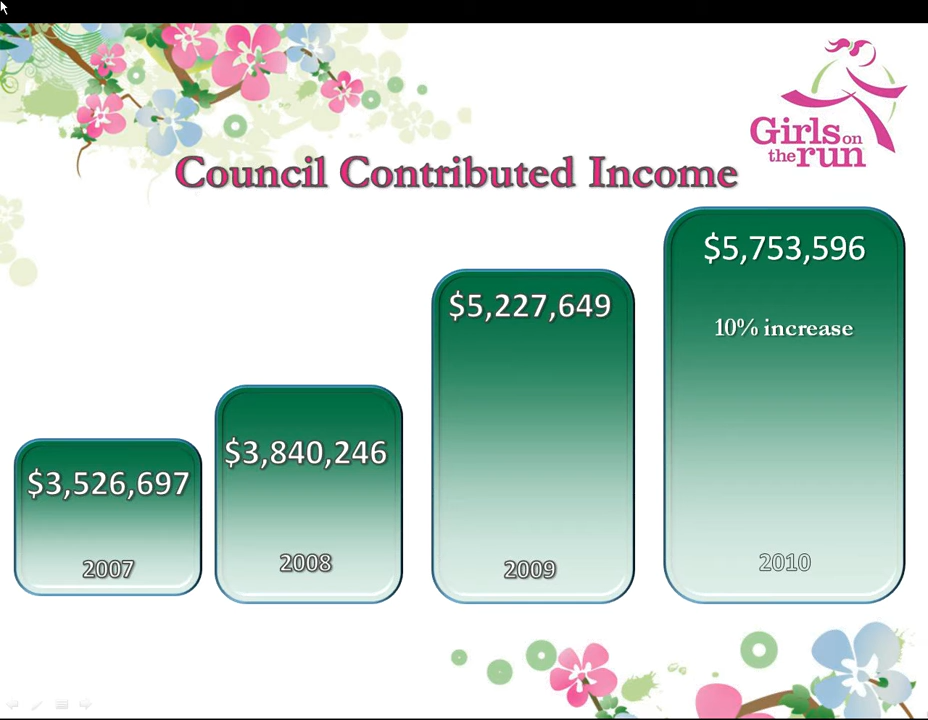 Girls on
the run
Council Contributed Income
$5,753,596
10% increase
$5,227,649
$3,840,246
$3,526,697
2007
2008
2009
2010